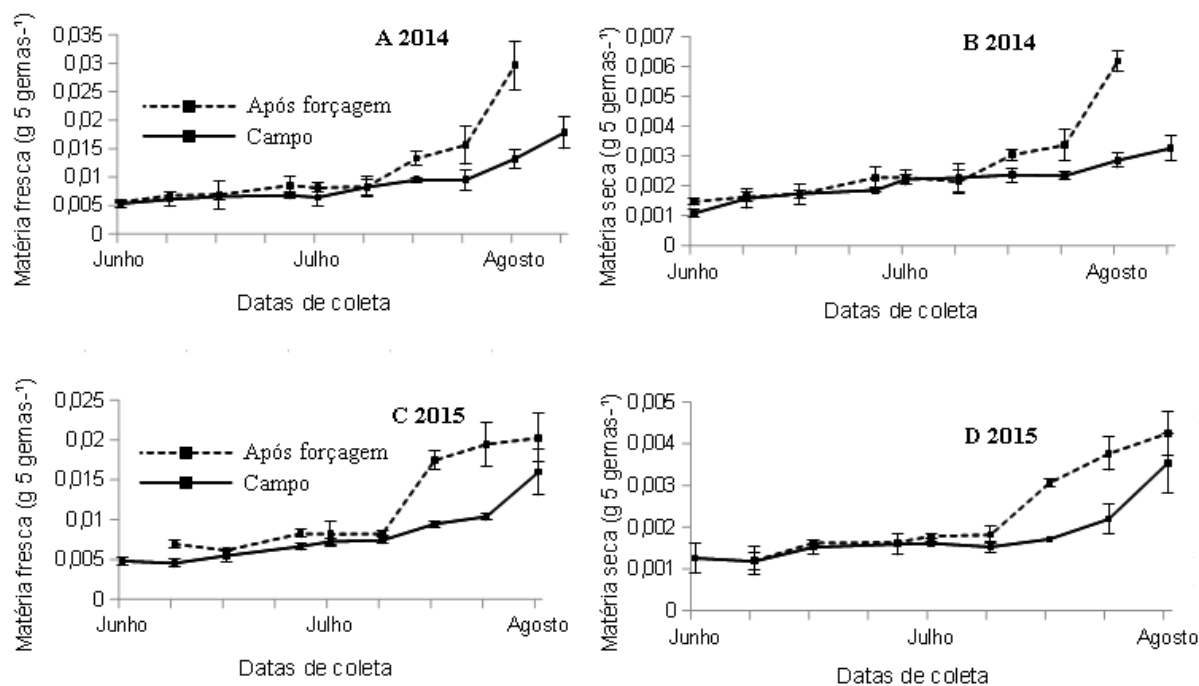 A 2014
Matéria fresca (g 5 gemas-¹)
0,035
0,03
0,025
0,02
0,015
0,01
0,005
0
Após forçagem
Campo
Junho Julho Agosto
Datas de coleta
B 2014
Matéria seca (g 5 gemas-¹)
0,007
0,006
0,005
0,004
0,003
0,002
0,001
0
Junho Julho Agosto
Datas de coleta
C 2015
Matéria fresca (g 5 gemas-¹)
0,025
0,02
0,015
0,01
0,005
0
Após forçagem
Campo
Junho Julho Agosto
Datas de coleta
D 2015
Matéria seca (g 5 gemas-¹)
0,005
0,004
0,003
0,002
0,001
0
Junho Julho Agosto
Datas de coleta